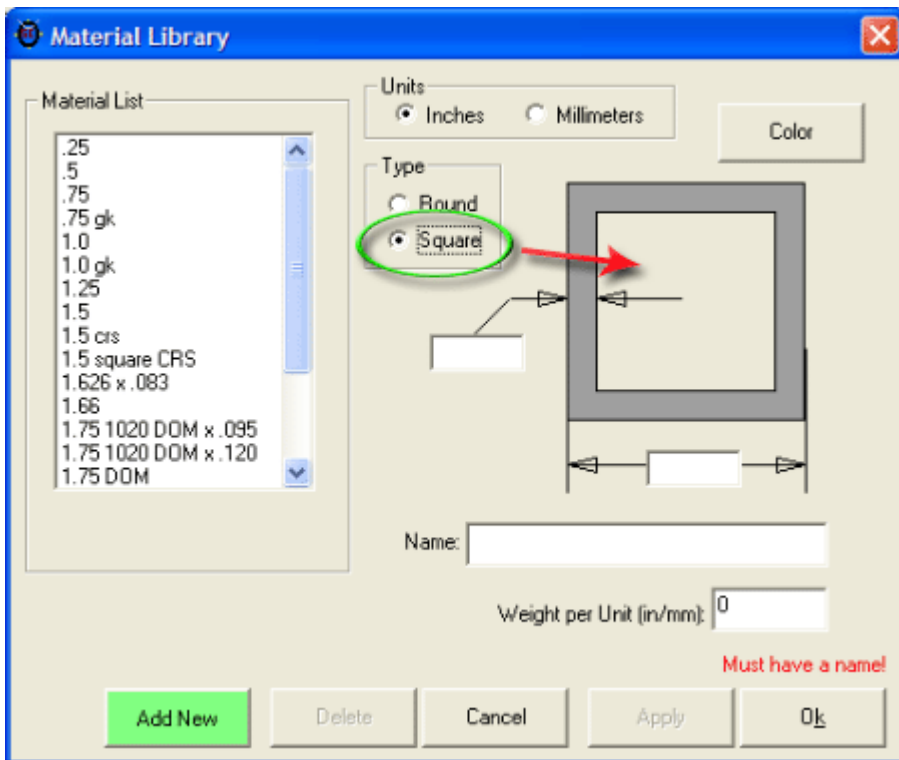 Material Library
Material List
.25
.5
.75
.75 gk
1.0
1.0 gk
1.25
1.5
1.5 crs
1.5 square CRS
1.626 x .083
1.66
1.75 1020 DOM x .095
1.75 1020 DOM x .120
1.75 DOM
Units
Inches
Millimeters
Color
Type
Round
Square
Name:
Weight per Unit (in/mm):
0
Must have a name!
Add New
Delete
Cancel
Apply
Ok